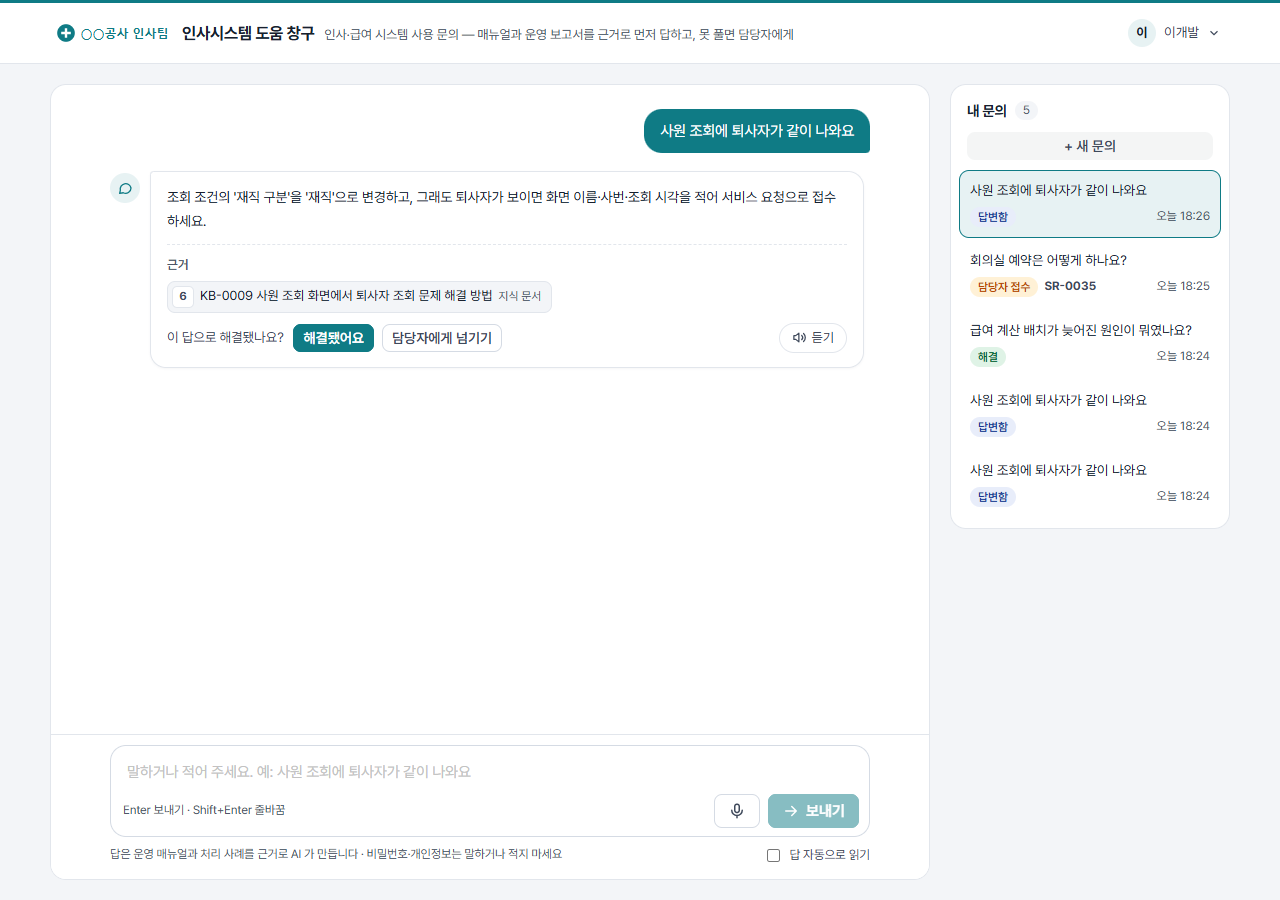 ○○공사 인사팀 인사시스템 도움 창구 인사·급여 시스템 사용 문의 — 매뉴얼과 운영 보고서를 근거로 먼저 답하고, 못 풀면 담당자에게
이 이개발
사원 조회에 퇴사자가 같이 나와요
조회 조건의 '재직 구분'을 '재직'으로 변경하고, 그래도 퇴사자가 보이면 화면 이름·사번·조회 시각을 적어 서비스 요청으로 접수
하세요.
근거
6 KB-0009 사원 조회 화면에서 퇴사자 조회 문제 해결 방법 지식 문서
이 답으로 해결됐나요? 해결됐어요 담당자에게 넘기기 듣기
말하거나 적어 주세요. 예: 사원 조회에 퇴사자가 같이 나와요
Enter 보내기 · Shift+Enter 줄바꿈
보내기
답은 운영 매뉴얼과 처리 사례를 근거로 AI 가 만듭니다 · 비밀번호·개인정보는 말하거나 적지 마세요
답 자동으로 읽기
내 문의 5
+ 새 문의
사원 조회에 퇴사자가 같이 나와요
답변함 오늘 18:26
회의실 예약은 어떻게 하나요?
담당자 접수 SR-0035 오늘 18:25
급여 계산 배치가 늦어진 원인이 뭐였나요?
해결 오늘 18:24
사원 조회에 퇴사자가 같이 나와요
답변함 오늘 18:24
사원 조회에 퇴사자가 같이 나와요
답변함 오늘 18:24